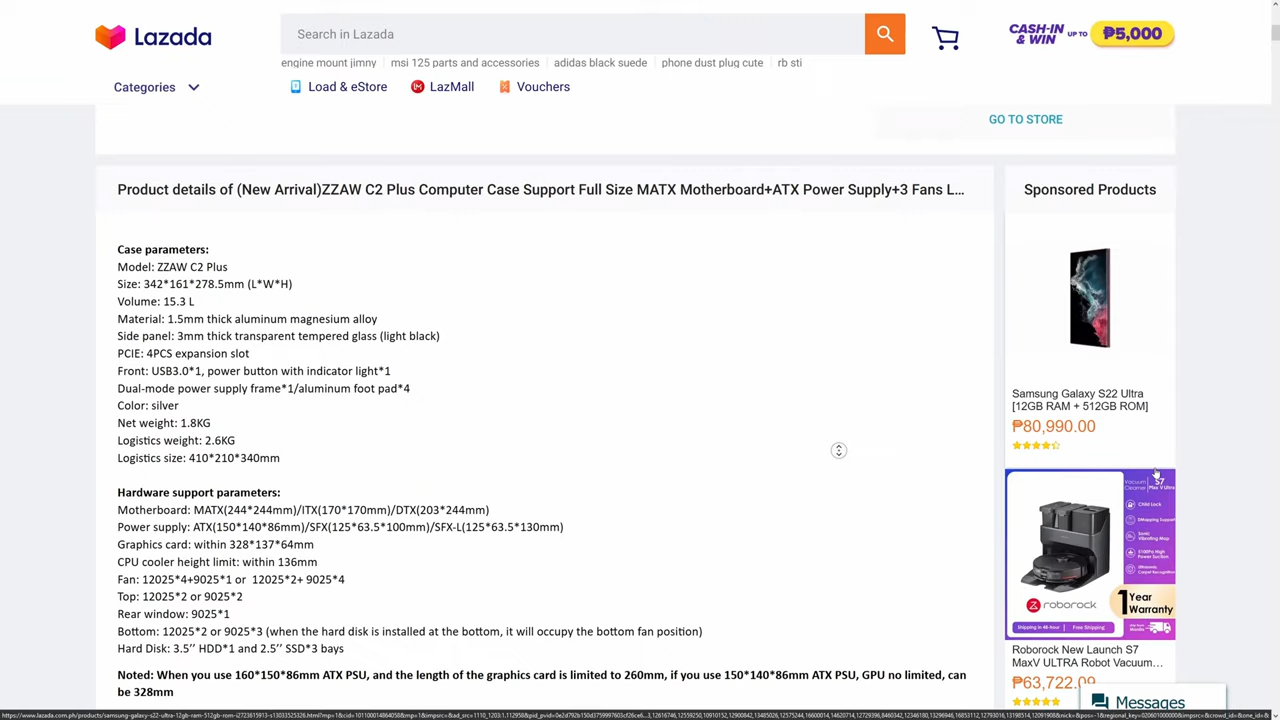 Lazada
Search in Lazada
CASH-IN & WIN UP TO ₱5,000
engine mount jimny
msi 125 parts and accessories
adidas black suede
phone dust plug cute
rb sti
Categories
Load & eStore
LazMall
Vouchers
GO TO STORE
Product details of (New Arrival)ZZAW C2 Plus Computer Case Support Full Size MATX Motherboard+ATX Power Supply+3 Fans L...
Case parameters:
Model: ZZAW C2 Plus
Size: 342*161*278.5mm (L*W*H)
Volume: 15.3 L
Material: 1.5mm thick aluminum magnesium alloy
Side panel: 3mm thick transparent tempered glass (light black)
PCIE: 4PCS expansion slot
Front: USB3.0*1, power button with indicator light*1
Dual-mode power supply frame*1/aluminum foot pad*4
Color: silver
Net weight: 1.8KG
Logistics weight: 2.6KG
Logistics size: 410*210*340mm
Hardware support parameters:
Motherboard: MATX(244*244mm)/ITX(170*170mm)/DTX(203*244mm)
Power supply: ATX(150*140*86mm)/SFX(125*63.5*100mm)/SFX-L(125*63.5*130mm)
Graphics card: within 328*137*64mm
CPU cooler height limit: within 136mm
Fan: 12025*4+9025*1 or 12025*2+ 9025*4
Top: 12025*2 or 9025*2
Rear window: 9025*1
Bottom: 12025*2 or 9025*3 (when the hard disk is installed at the bottom, it will occupy the bottom fan position)
Hard Disk: 3.5’’ HDD*1 and 2.5’’ SSD*3 bays
Noted: When you use 160*150*86mm ATX PSU, and the length of the graphics card is limited to 260mm, if you use 150*140*86mm ATX PSU, GPU no limited, can
be 328mm
Sponsored Products
Samsung Galaxy S22 Ultra
[12GB RAM + 512GB ROM]
₱80,990.00
Vacuum Cleaner
S7
Max V Ultra
Child Lock
roborock
1 Year
Warranty
Free Shipping
Roborock New Launch S7
MaxV ULTRA Robot Vacuum...
₱63,722.09
Messages